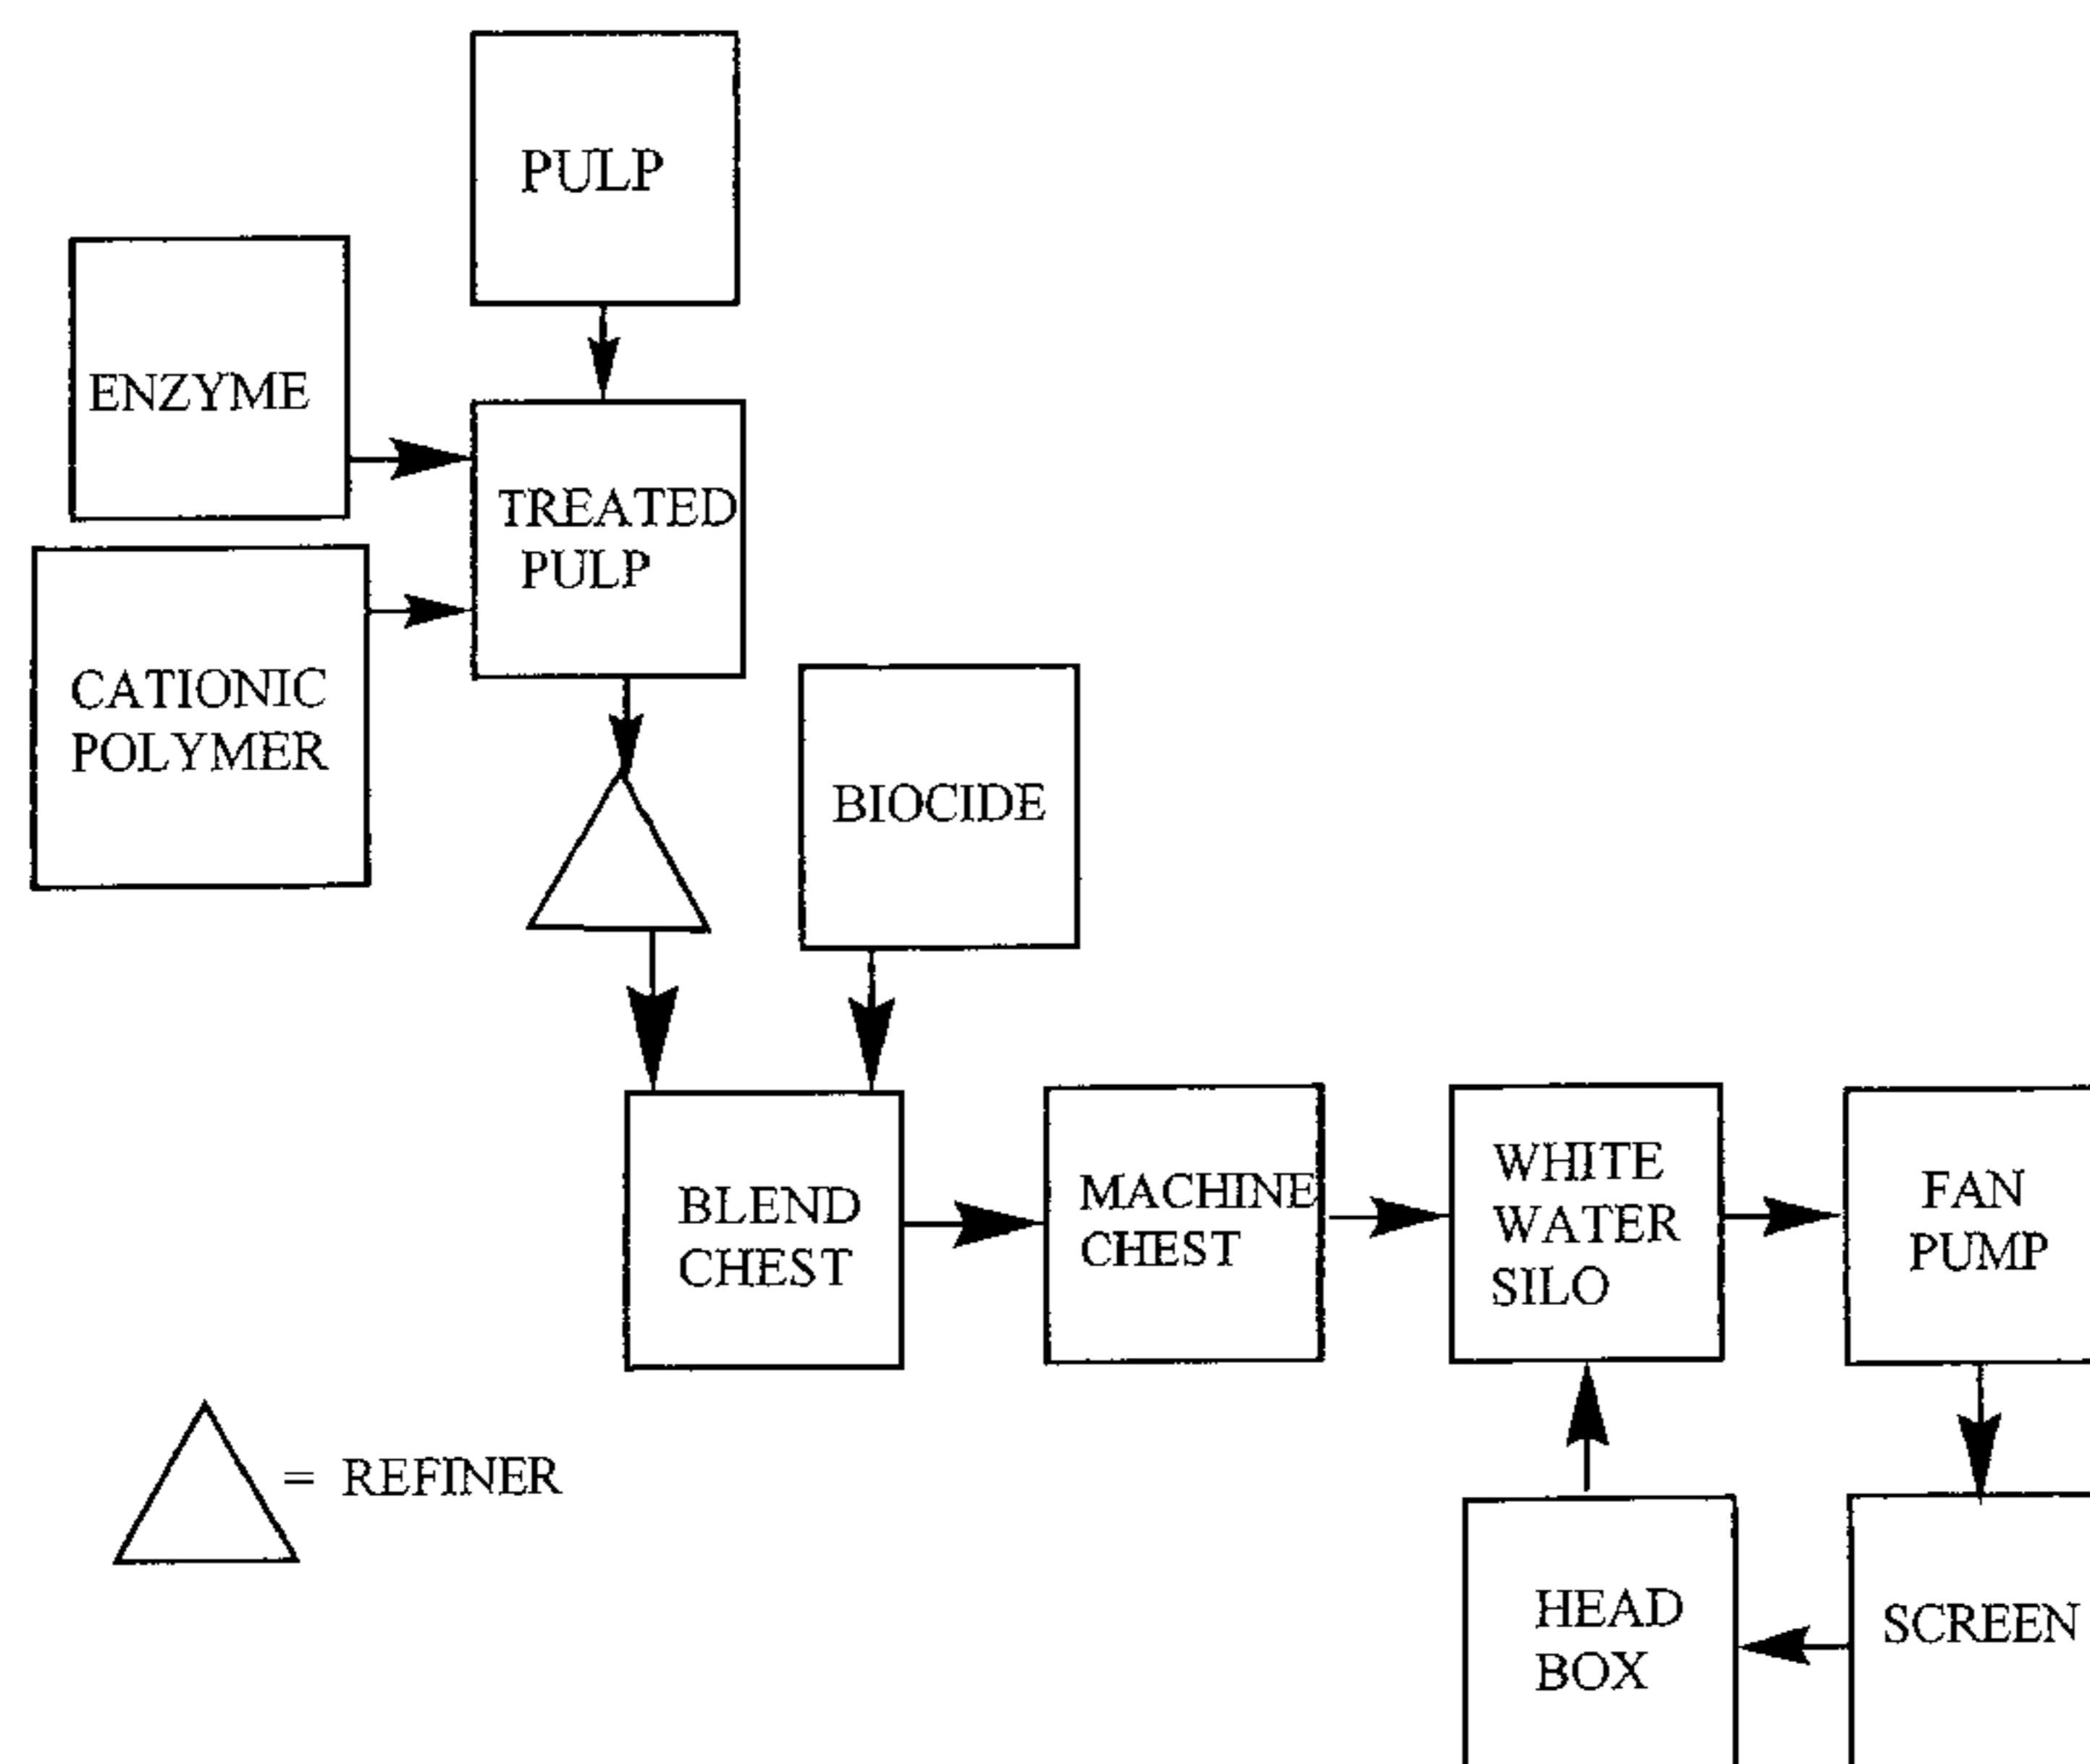 PULP
ENZYME
TREATED
PULP
CATIONIC
POLYMER
BIOCIDE
BLEND
CHEST
MACHINE
CHEST
WHITE
WATER
SILO
FAN
PUMP
= REFINER
HEAD
BOX
SCREEN